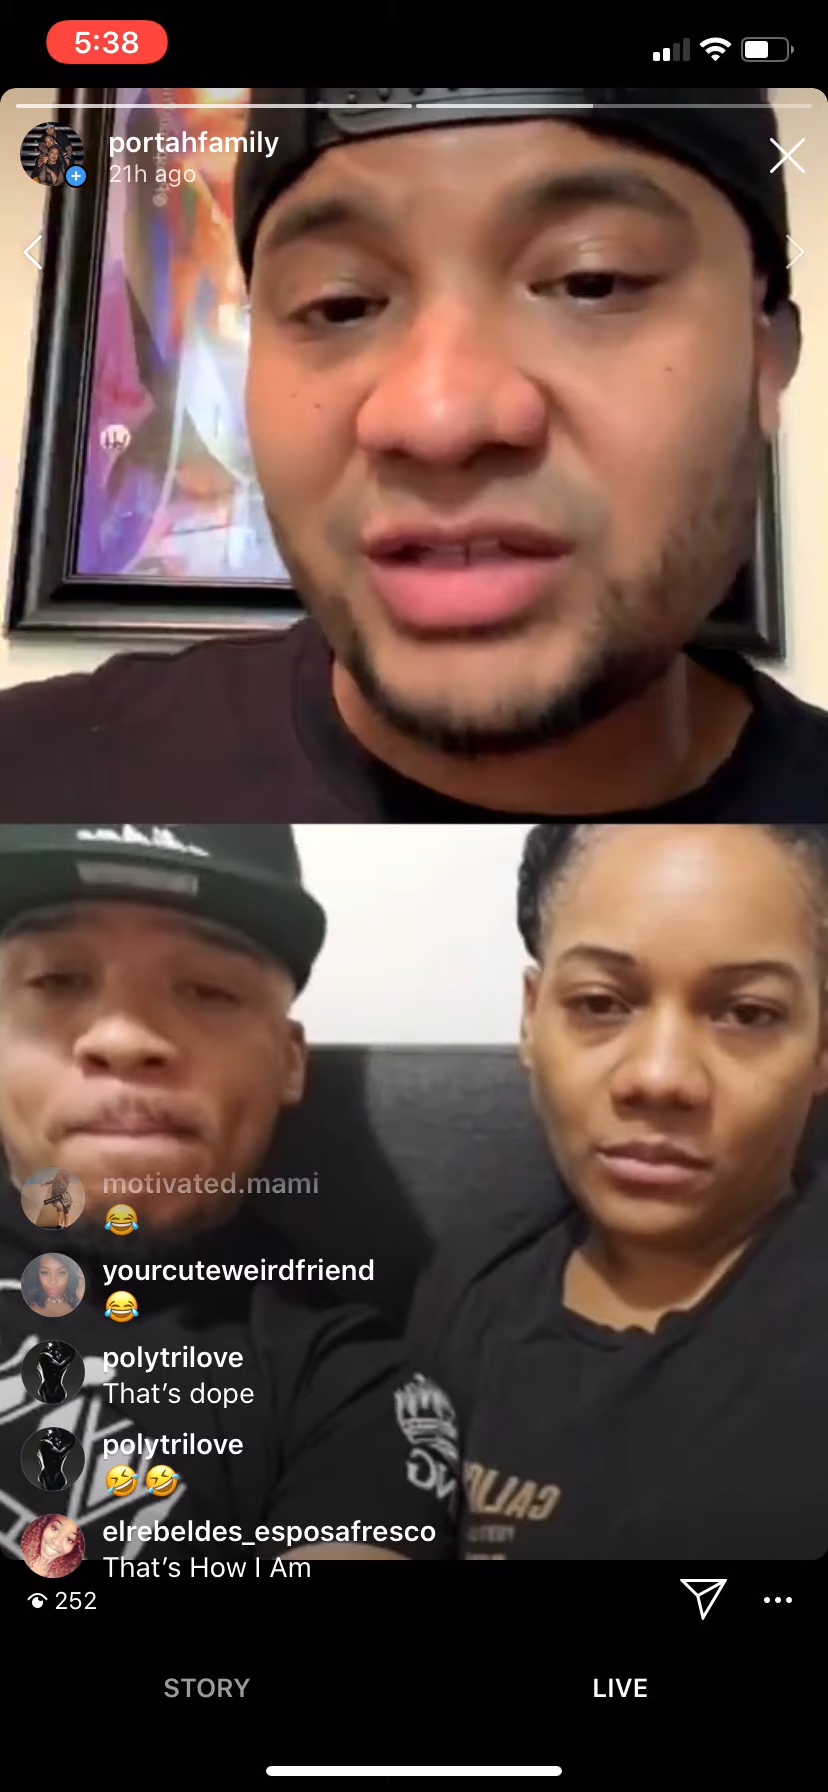 5:38
portahfamily
21h ago
motivated.mami
😂
yourcuteweirdfriend
😂
polytrilove
That's dope
polytrilove
🤣🤣
elrebeldes_esposafresco
That's How I Am
252
STORY
LIVE